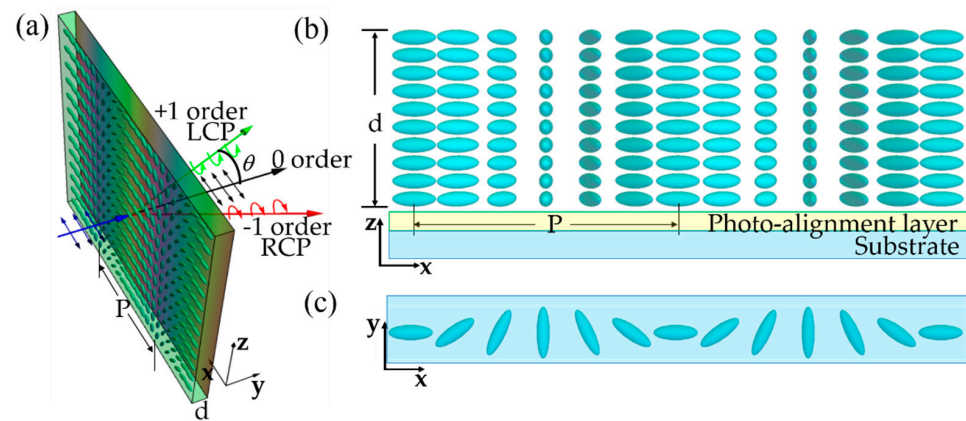 (a)
+1 order
LCP
θ
0 order
-1 order
RCP
P
x
z
y
d
(b)
d
z
P
Photo-alignment layer
Substrate
x
(c)
y
x